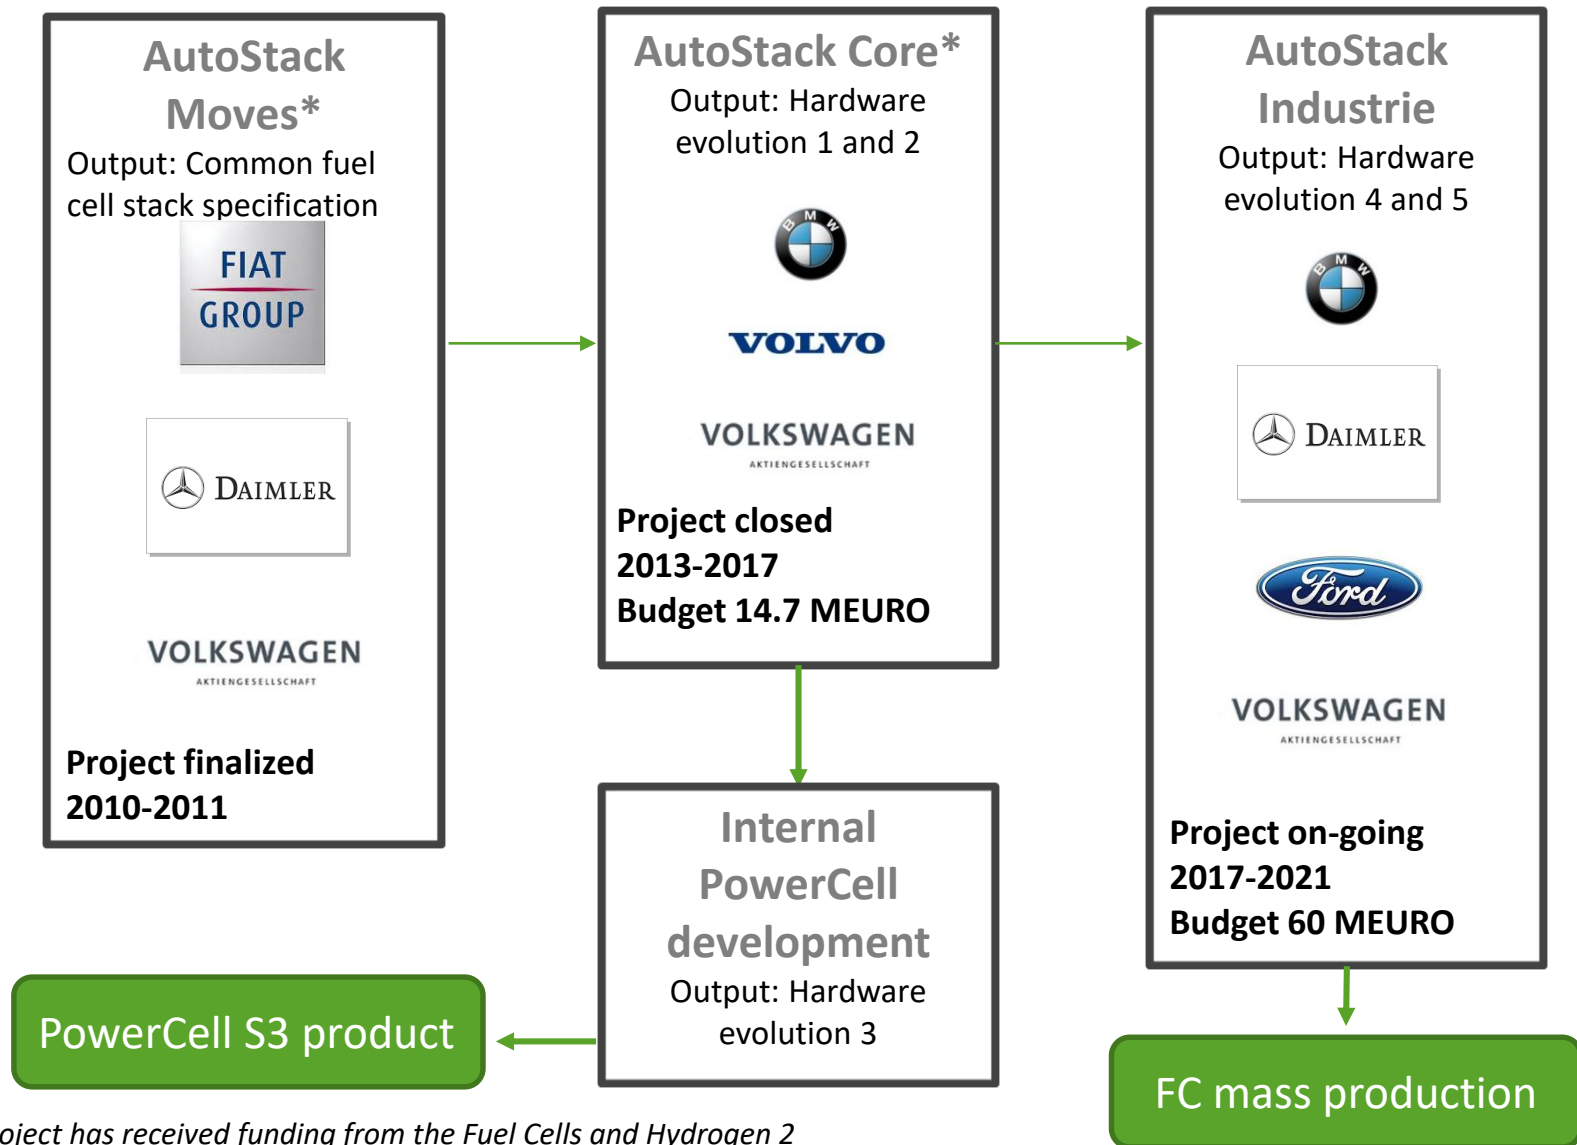 AutoStack
Moves*
Output: Common fuel
cell stack specification
FIAT
GROUP
DAIMLER
VOLKSWAGEN
AKTIENGESELLSCHAFT
Project finalized
2010-2011
AutoStack Core*
Output: Hardware
evolution 1 and 2
BMW
VOLVO
VOLKSWAGEN
AKTIENGESELLSCHAFT
Project closed
2013-2017
Budget 14.7 MEURO
AutoStack
Industrie
Output: Hardware
evolution 4 and 5
BMW
DAIMLER
Ford
VOLKSWAGEN
AKTIENGESELLSCHAFT
Project on-going
2017-2021
Budget 60 MEURO
Internal
PowerCell
development
Output: Hardware
evolution 3
PowerCell S3 product
FC mass production
oject has received funding from the Fuel Cells and Hydrogen 2